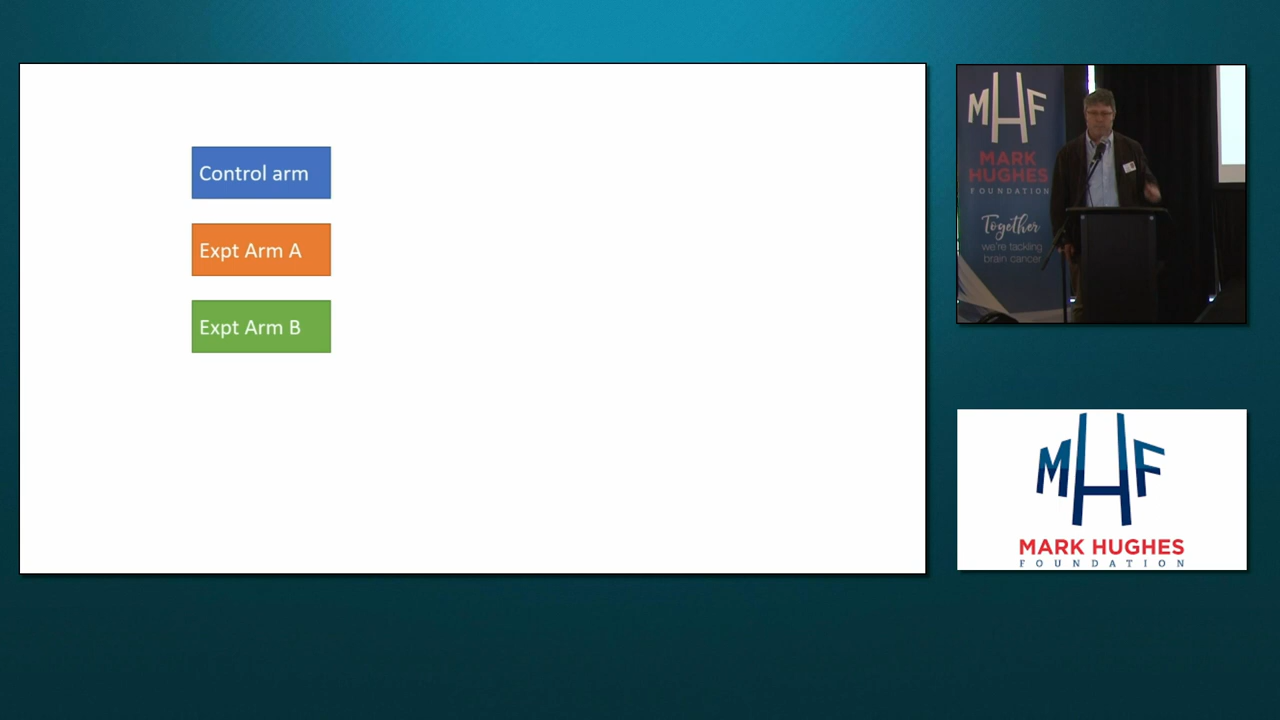 Control arm
Expt Arm A
Expt Arm B
MHF
MARK
HUGHES
FOUNDATION
Together
we're tackling
brain cancer
MHF
MARK HUGHES
FOUNDATION